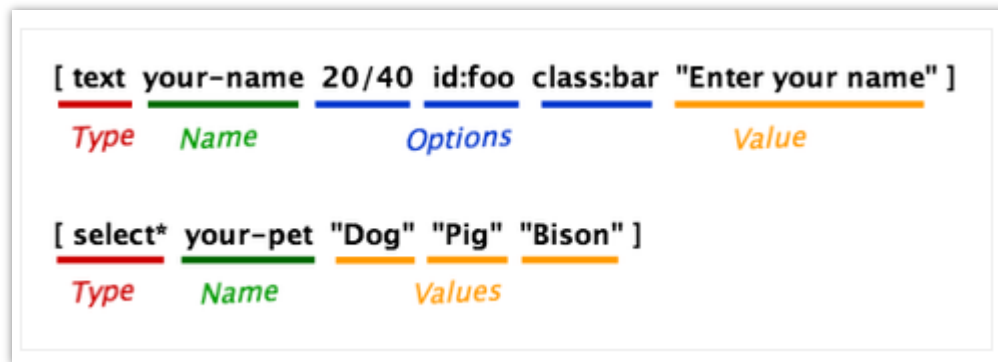 [ text your-name 20/40 id:foo class:bar "Enter your name" ]
Type Name Options Value
[ select* your-pet "Dog" "Pig" "Bison" ]
Type Name Values